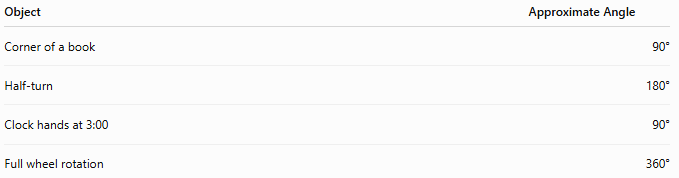 Object Approximate Angle
Corner of a book 90°
Half-turn 180°
Clock hands at 3:00 90°
Full wheel rotation 360°